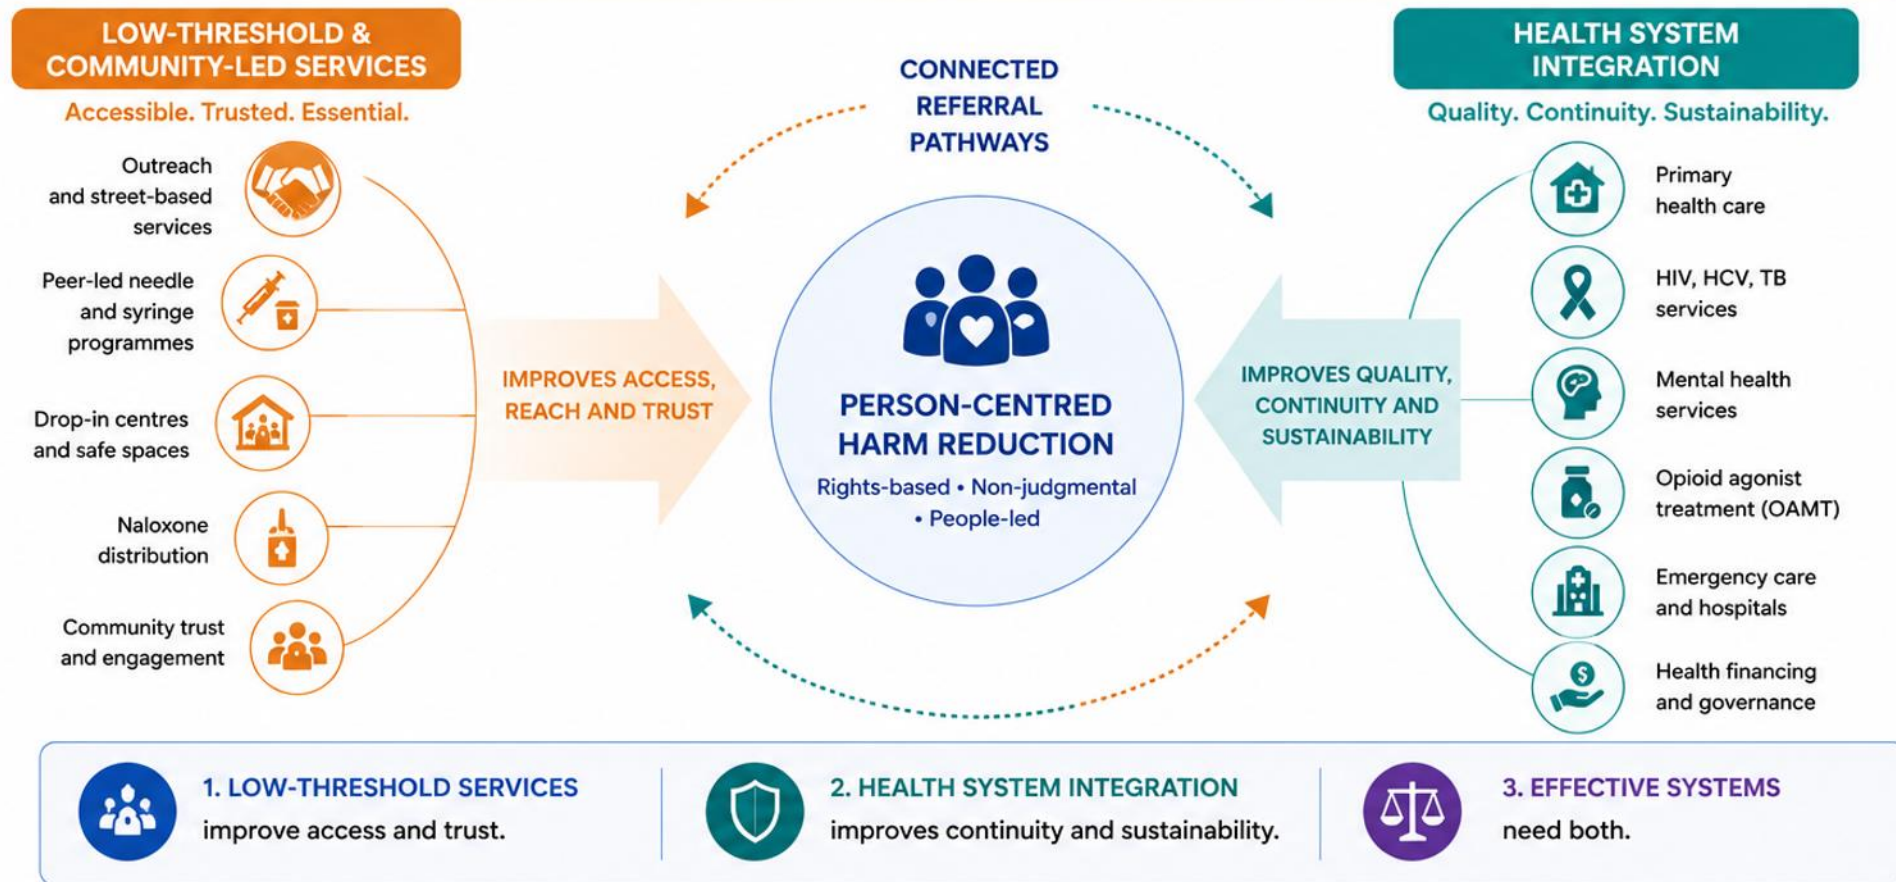 LOW-THRESHOLD &
COMMUNITY-LED SERVICES
Accessible. Trusted. Essential.
Outreach
and street-based
services
Peer-led needle
and syringe
programmes
Drop-in centres
and safe spaces
Naloxone
distribution
Community trust
and engagement
IMPROVES ACCESS,
REACH AND TRUST
CONNECTED
REFERRAL
PATHWAYS
PERSON-CENTRED
HARM REDUCTION
Rights-based • Non-judgmental
• People-led
IMPROVES QUALITY,
CONTINUITY AND
SUSTAINABILITY
HEALTH SYSTEM
INTEGRATION
Quality. Continuity. Sustainability.
Primary
health care
HIV, HCV, TB
services
Mental health
services
Opioid agonist
treatment (OAMT)
Emergency care
and hospitals
$
Health financing
and governance
1. LOW-THRESHOLD SERVICES
improve access and trust.
2. HEALTH SYSTEM INTEGRATION
improves continuity and sustainability.
3. EFFECTIVE SYSTEMS
need both.